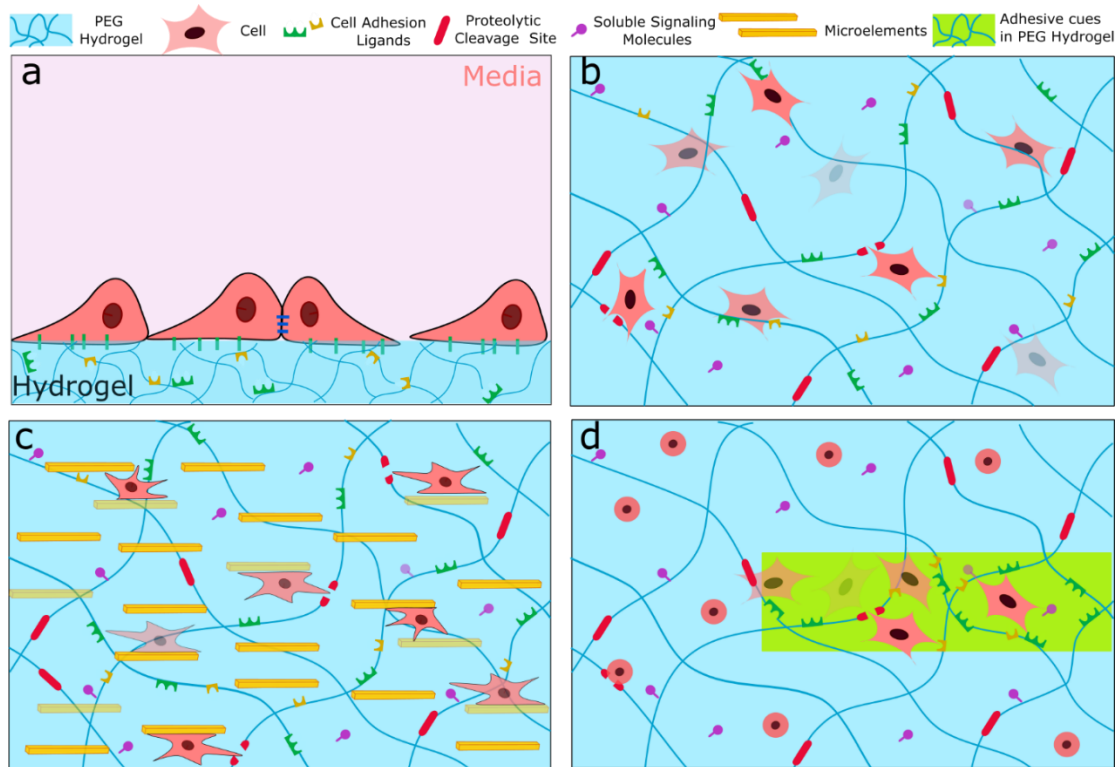 PEG
Hydrogel
Cell
Cell Adhesion
Ligands
Proteolytic
Cleavage Site
Soluble Signaling
Molecules
Microelements
Adhesive cues
in PEG Hydrogel
a
Media
Hydrogel
b
c
d